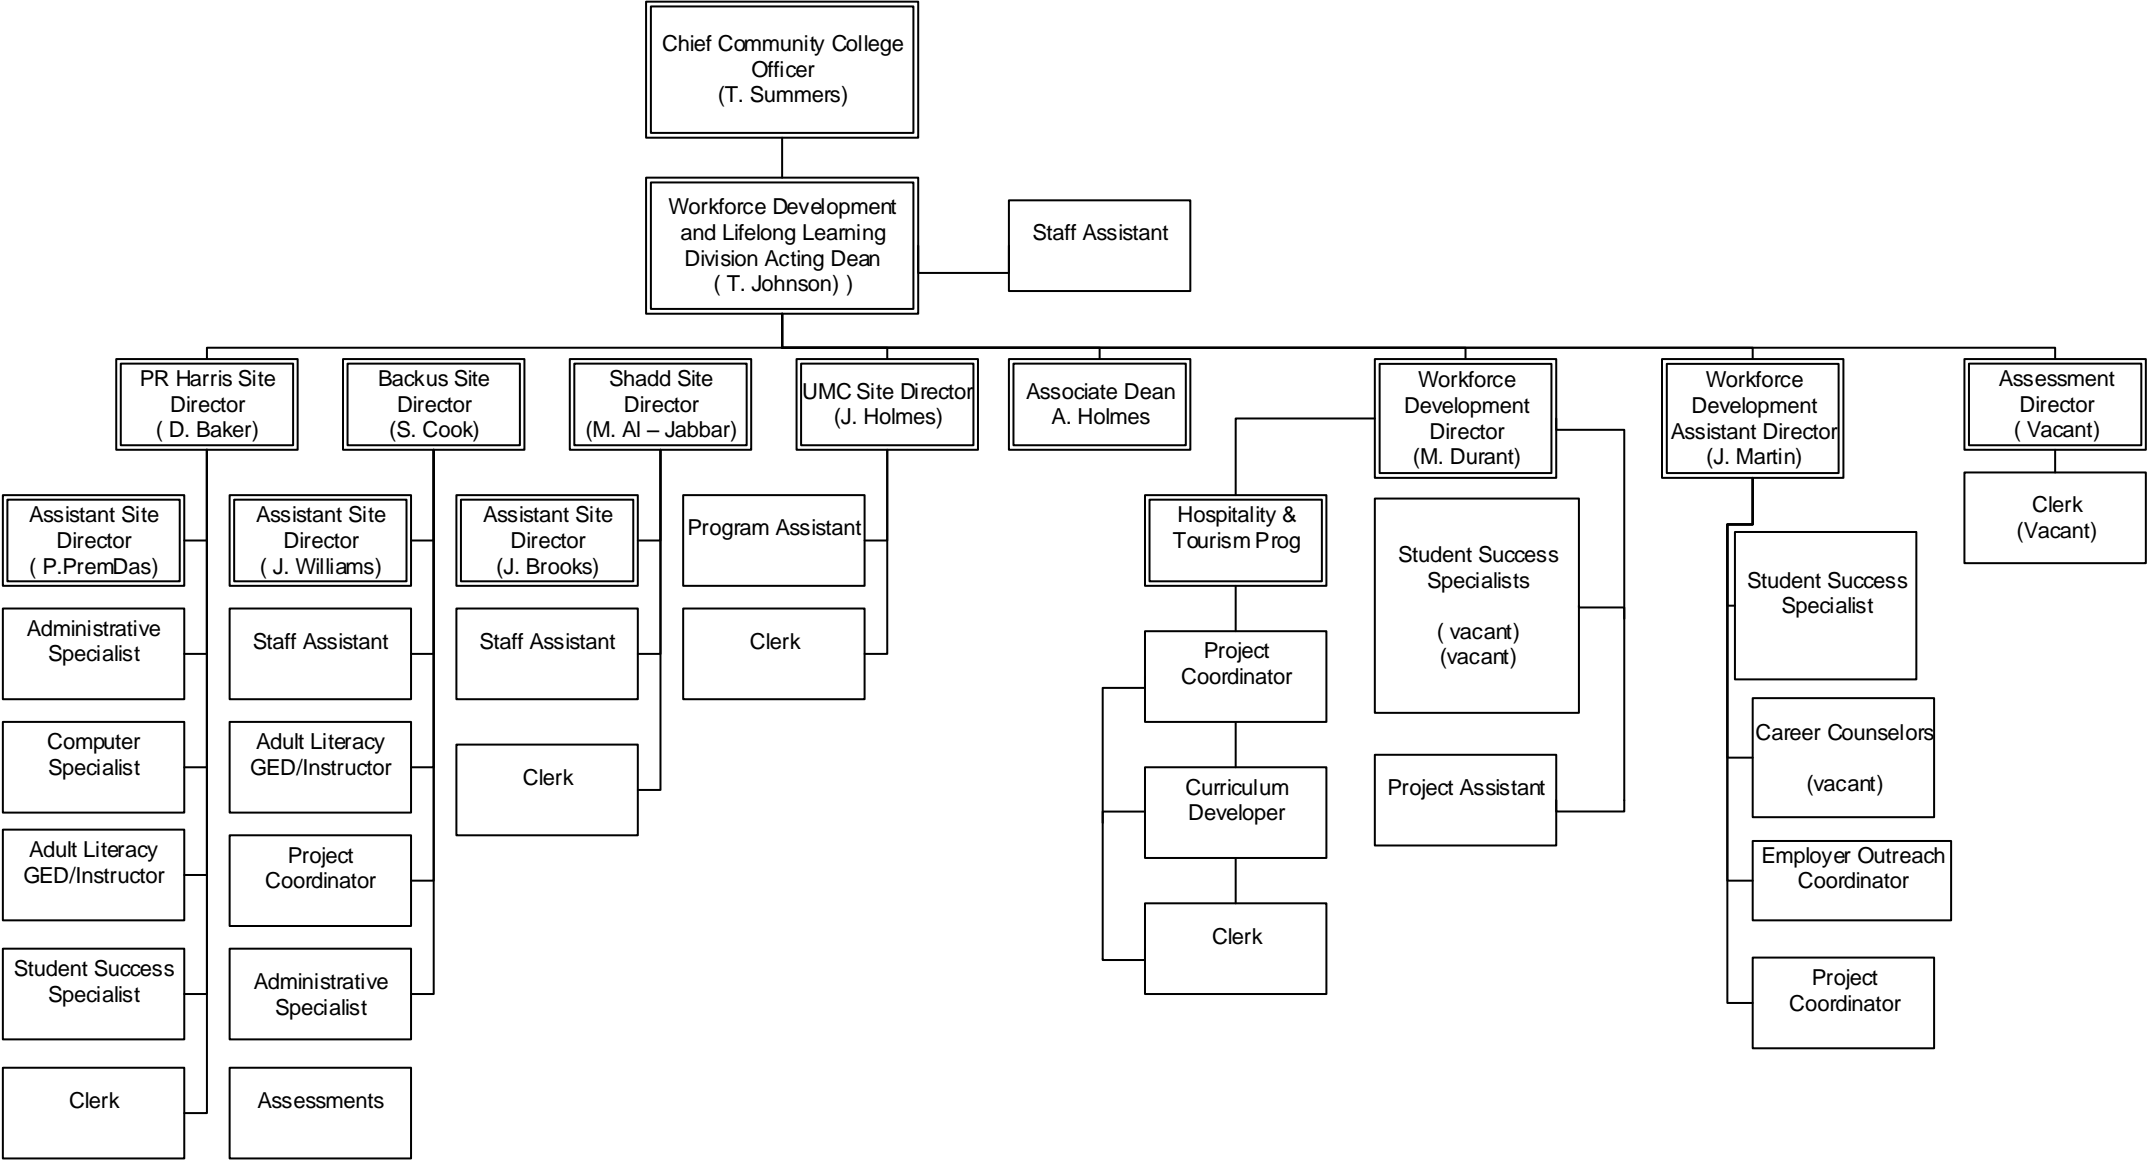 Chief Community College
Officer
(T. Summers)
Workforce Development
and Lifelong Learning
Division Acting Dean
( T. Johnson) )
Staff Assistant
PR Harris Site
Director
( D. Baker)
Backus Site
Director
(S. Cook)
Shadd Site
Director
(M. Al – Jabbar)
UMC Site Director
(J. Holmes)
Associate Dean
A. Holmes
Workforce
Development
Director
(M. Durant)
Workforce
Development
Assistant Director
(J. Martin)
Assessment
Director
( Vacant)
Assistant Site
Director
( P.PremDas)
Administrative
Specialist
Computer
Specialist
Adult Literacy
GED/Instructor
Student Success
Specialist
Clerk
Assistant Site
Director
( J. Williams)
Staff Assistant
Adult Literacy
GED/Instructor
Project
Coordinator
Administrative
Specialist
Assessments
Assistant Site
Director
(J. Brooks)
Staff Assistant
Clerk
Program Assistant
Clerk
Hospitality &
Tourism Prog
Project
Coordinator
Curriculum
Developer
Clerk
Student Success
Specialists
( vacant)
(vacant)
Project Assistant
Student Success
Specialist
Career Counselors
(vacant)
Employer Outreach
Coordinator
Project
Coordinator
Clerk
(Vacant)